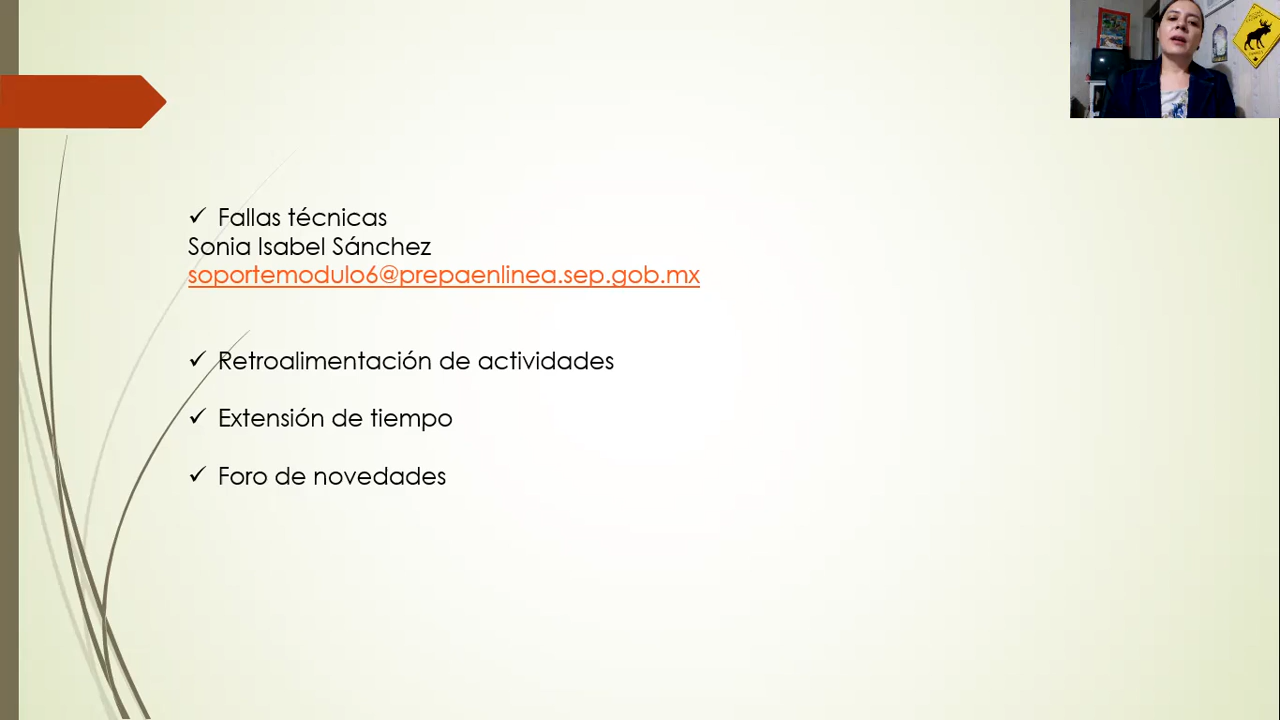 ✓ Fallas técnicas
Sonia Isabel Sánchez
soportemodulo6@prepaenlinea.sep.gob.mx
✓ Retroalimentación de actividades
✓ Extensión de tiempo
✓ Foro de novedades